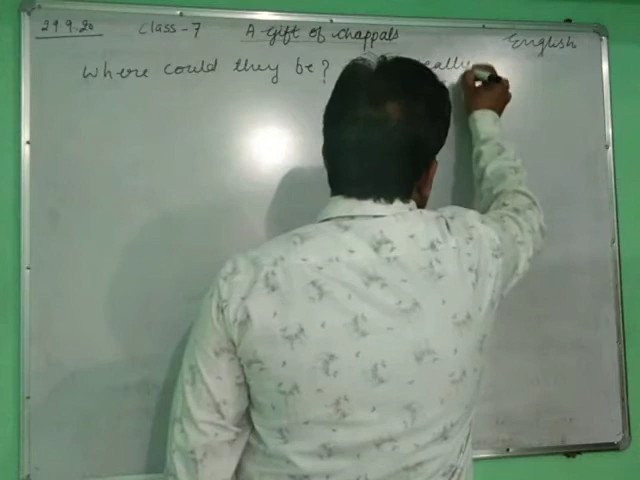 29.9.20 Class-7 A Gift of Chappals English
Where could they be?